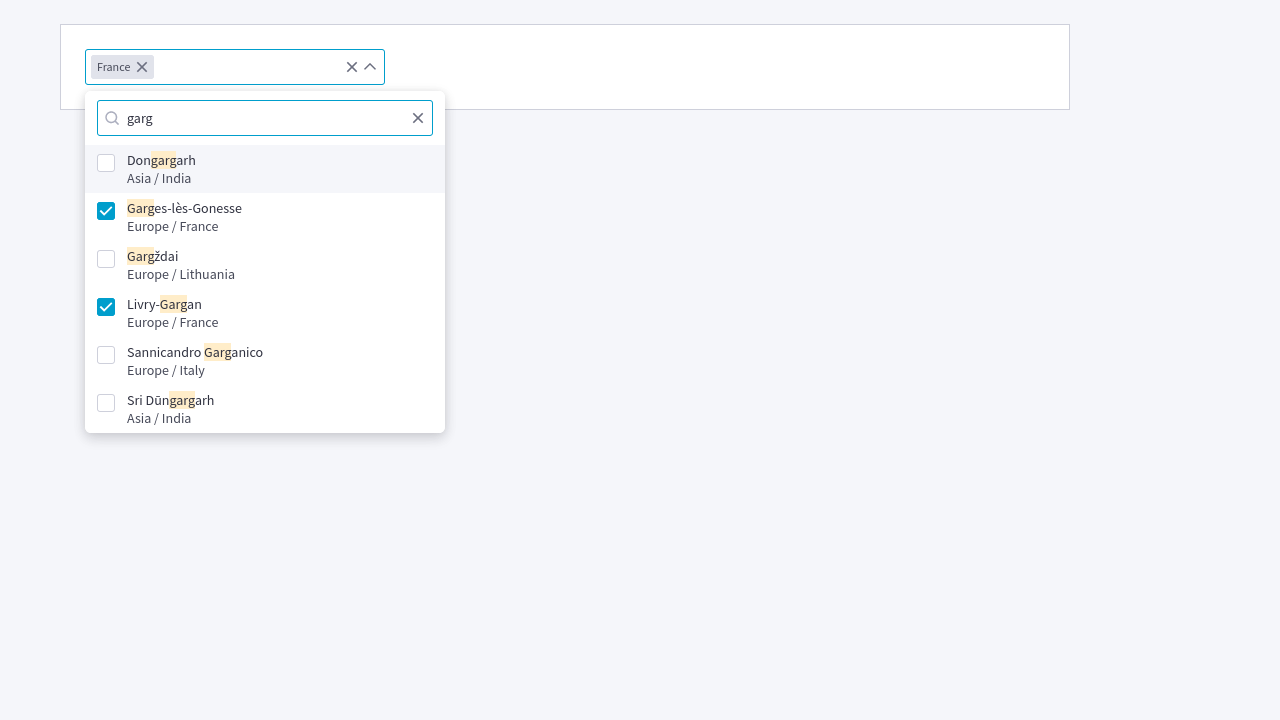 France
garg
Dongargarh
Asia / India
Garges-lès-Gonesse
Europe / France
Gargždai
Europe / Lithuania
Livry-Gargan
Europe / France
Sannicandro Garganico
Europe / Italy
Sri Dūngargarh
Asia / India